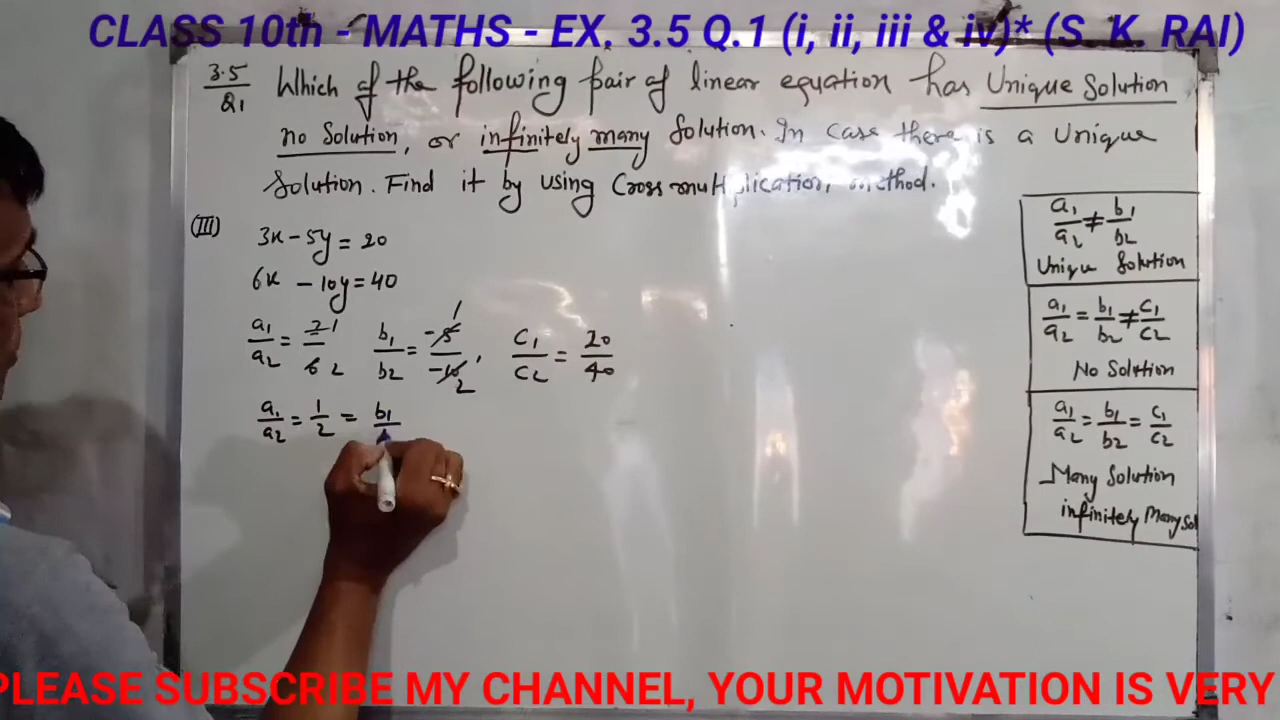 CLASS 10th - MATHS - EX, 3.5 Q.1 (i, ii, iii & iv)* (S. K. RAI)
3.5 / Q1 Which of the following pair of linear equation has Unique Solution
no Solution, or infinitely many Solution. In case there is a Unique
Solution. Find it by using Cross multiplication method.
(III)
3x - 5y = 20
6x - 10y = 40
a1/a2 = 3 1/6 2 b1/b2 = -5 1/-10 2, c1/c2 = 20/40
a1/a2 = 1/2 = b1/
a1/a2 ≠ b1/b2
Unique Solution
a1/a2 = b1/b2 ≠ c1/c2
No Solution
a1/a2 = b1/b2 = c1/c2
Many Solution
infinitely Many Sol
PLEASE SUBSCRIBE MY CHANNEL, YOUR MOTIVATION IS VERY